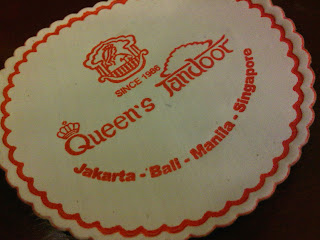 SINCE 1986
Queen's Tandoor
Jakarta - Bali - Manila - Singapore